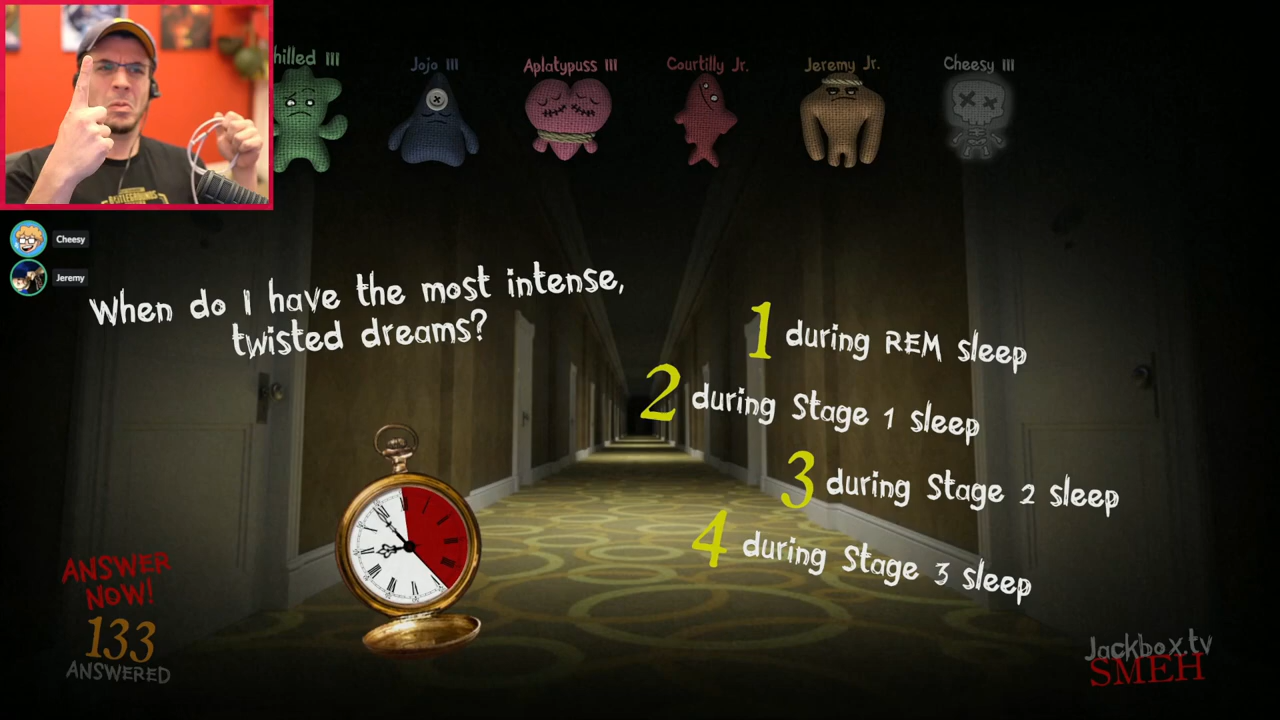 hilled III
Jojo III
Aplatypuss III
Courtilly Jr.
Jeremy Jr.
Cheesy III
Cheesy
Jeremy
When do I have the most intense,
twisted dreams?
1 during REM sleep
2 during Stage 1 sleep
3 during Stage 2 sleep
4 during Stage 3 sleep
ANSWER
NOW!
133
ANSWERED
Jackbox.tv
SMEH